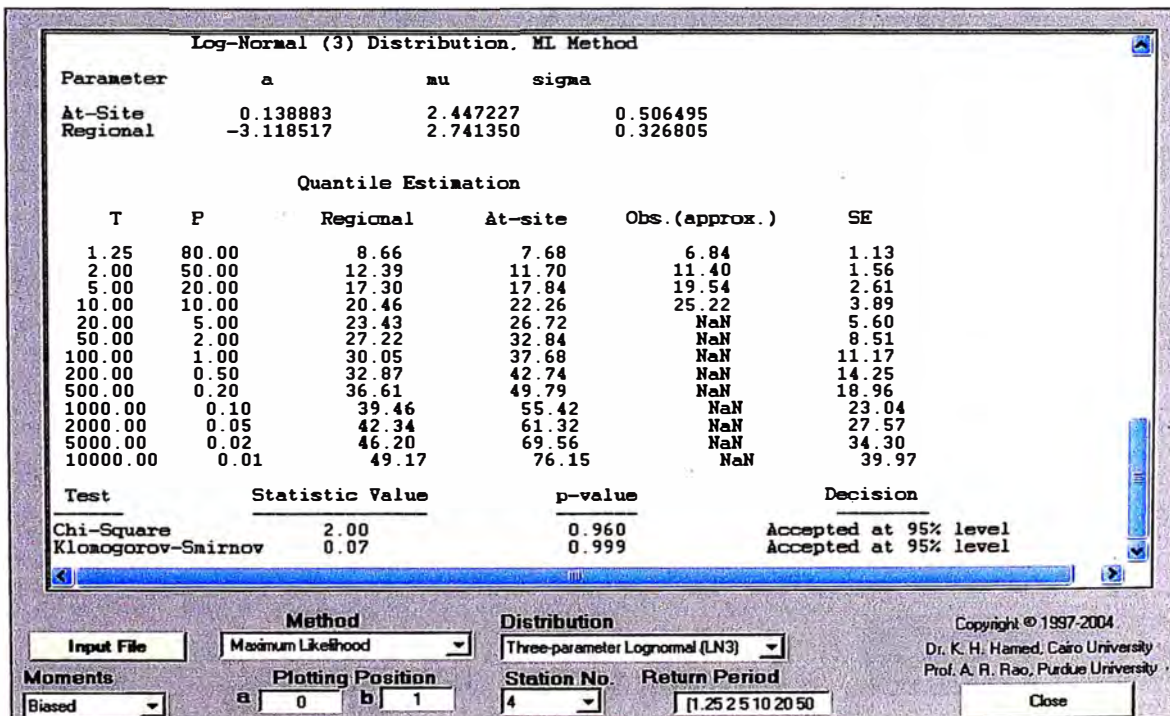 Log-Normal (3) Distribution, ML Method
Parameter a mu sigma
At-Site 0.138883 2.447227 0.506495
Regional -3.118517 2.741350 0.326805
Quantile Estimation
T P Regional At-site Obs.(approx.) SE
1.25 80.00 8.66 7.68 6.84 1.13
2.00 50.00 12.39 11.70 11.40 1.56
5.00 20.00 17.30 17.84 19.54 2.61
10.00 10.00 20.46 22.26 25.22 3.89
20.00 5.00 23.43 26.72 NaN 5.60
50.00 2.00 27.22 32.84 NaN 8.51
100.00 1.00 30.05 37.68 NaN 11.17
200.00 0.50 32.87 42.74 NaN 14.25
500.00 0.20 36.61 49.79 NaN 18.96
1000.00 0.10 39.46 55.42 NaN 23.04
2000.00 0.05 42.34 61.32 NaN 27.57
5000.00 0.02 46.20 69.56 NaN 34.30
10000.00 0.01 49.17 76.15 NaN 39.97
Test Statistic Value p-value Decision
Chi-Square 2.00 0.960 Accepted at 95% level
Klomogorov-Smirnov 0.07 0.999 Accepted at 95% level
Method Distribution Copyright © 1997-2004
Input File Maximum Likelihood Three-parameter Lognormal (LN3) Dr. K. H. Hamed, Cairo University
Prof. A. R. Rao, Purdue University
Moments Plotting Position Station No. Return Period
Biased a 0 b 1 4 [1.25 2 5 10 20 50 Close